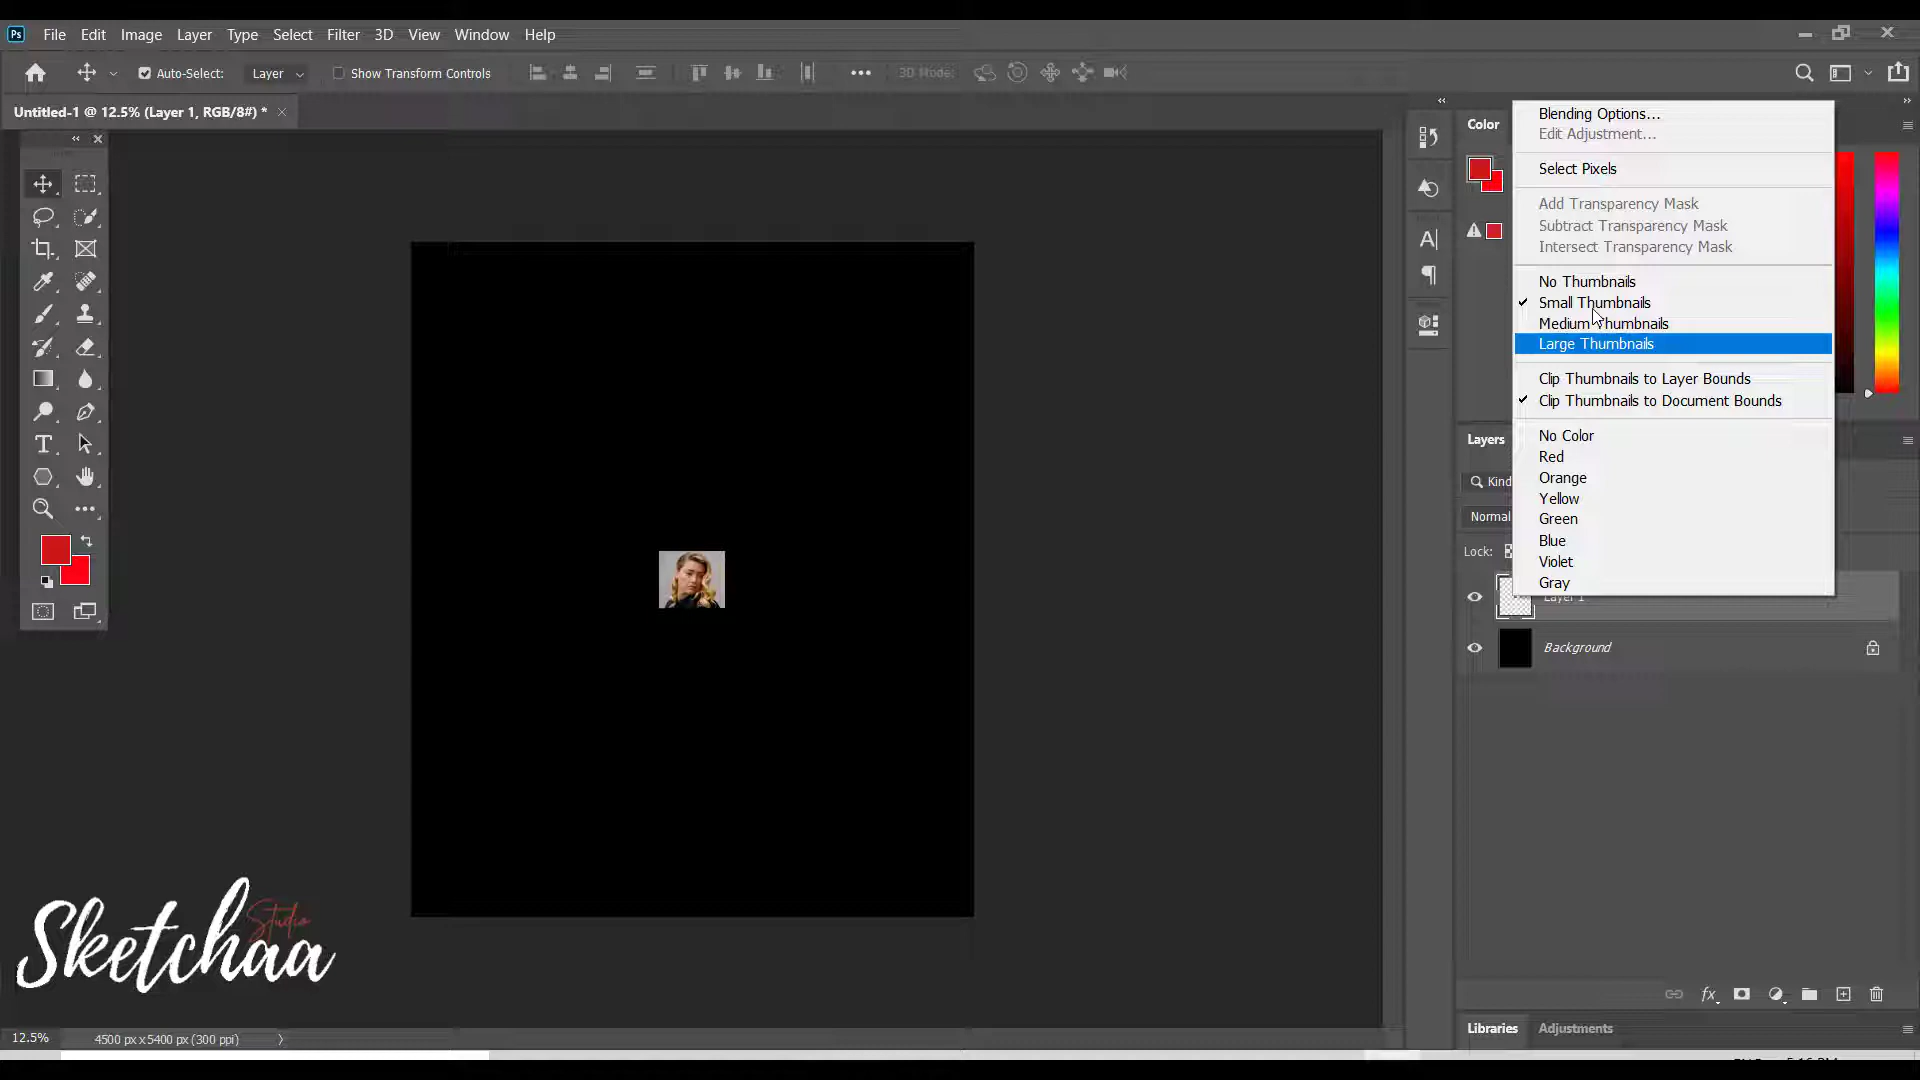 Ps File Edit Image Layer Type Select Filter 3D View Window Help
Auto-Select: Layer Show Transform Controls 3D Mode:
Untitled-1 @ 12.5% (Layer 1, RGB/8#) *
Color
Blending Options...
Edit Adjustment...
Select Pixels
Add Transparency Mask
Subtract Transparency Mask
Intersect Transparency Mask
No Thumbnails
Small Thumbnails
Medium Thumbnails
Large Thumbnails
Clip Thumbnails to Layer Bounds
Clip Thumbnails to Document Bounds
No Color
Red
Orange
Yellow
Green
Blue
Violet
Gray
Layers
Kind
Normal
Lock:
Layer 1
Background
Sketchaa
Studio
12.5% 4500 px x 5400 px (300 ppi)
Libraries Adjustments